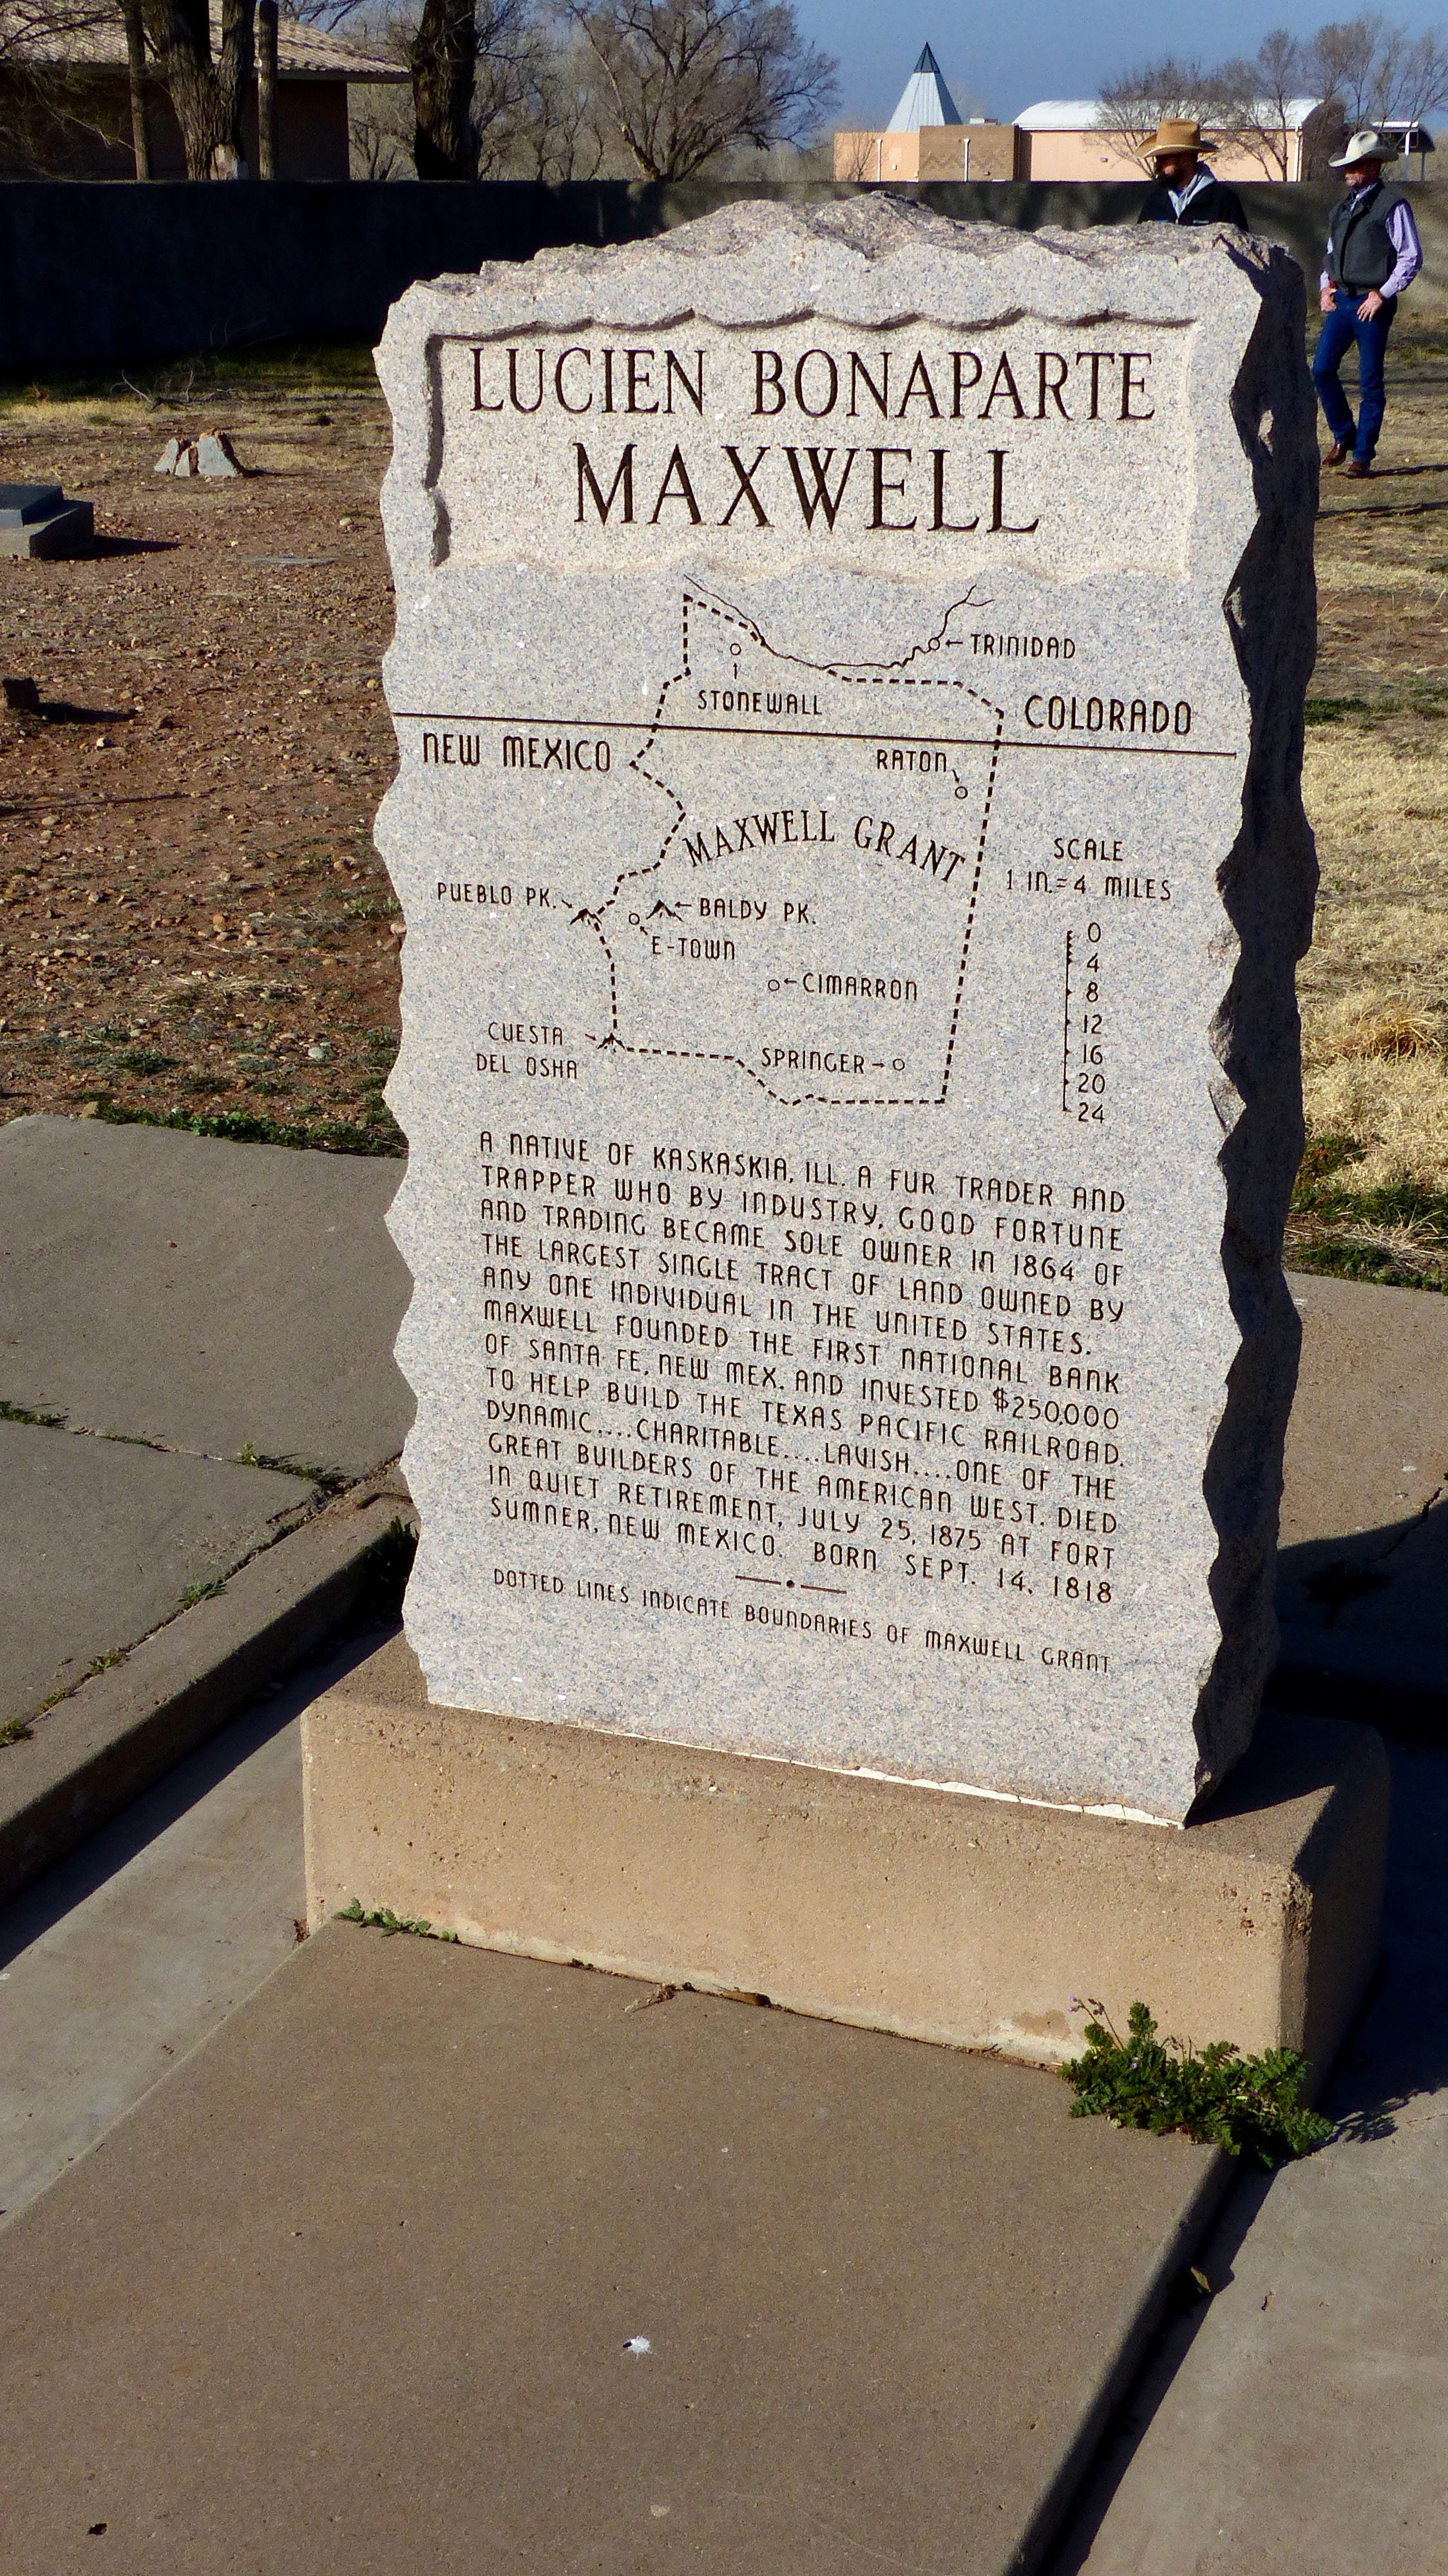 LUCIEN BONAPARTE
MAXWELL
←TRINIDAD
STONEWALL
COLORADO
NEW MEXICO
RATON
MAXWELL GRANT
SCALE
1 IN.=4 MILES
PUEBLO PK.
←BALDY PK.
E-TOWN
←CIMARRON
0
4
8
12
16
20
24
CUESTA
DEL OSHA
SPRINGER→
A NATIVE OF KASKASKIA, ILL. A FUR TRADER AND
TRAPPER WHO BY INDUSTRY, GOOD FORTUNE
AND TRADING BECAME SOLE OWNER IN 1864 OF
THE LARGEST SINGLE TRACT OF LAND OWNED BY
ANY ONE INDIVIDUAL IN THE UNITED STATES.
MAXWELL FOUNDED THE FIRST NATIONAL BANK
OF SANTA FE, NEW MEX. AND INVESTED $250,000
TO HELP BUILD THE TEXAS PACIFIC RAILROAD.
DYNAMIC....CHARITABLE....LAVISH....ONE OF THE
GREAT BUILDERS OF THE AMERICAN WEST. DIED
IN QUIET RETIREMENT, JULY 25, 1875 AT FORT
SUMNER, NEW MEXICO. BORN SEPT. 14, 1818
DOTTED LINES INDICATE BOUNDARIES OF MAXWELL GRANT